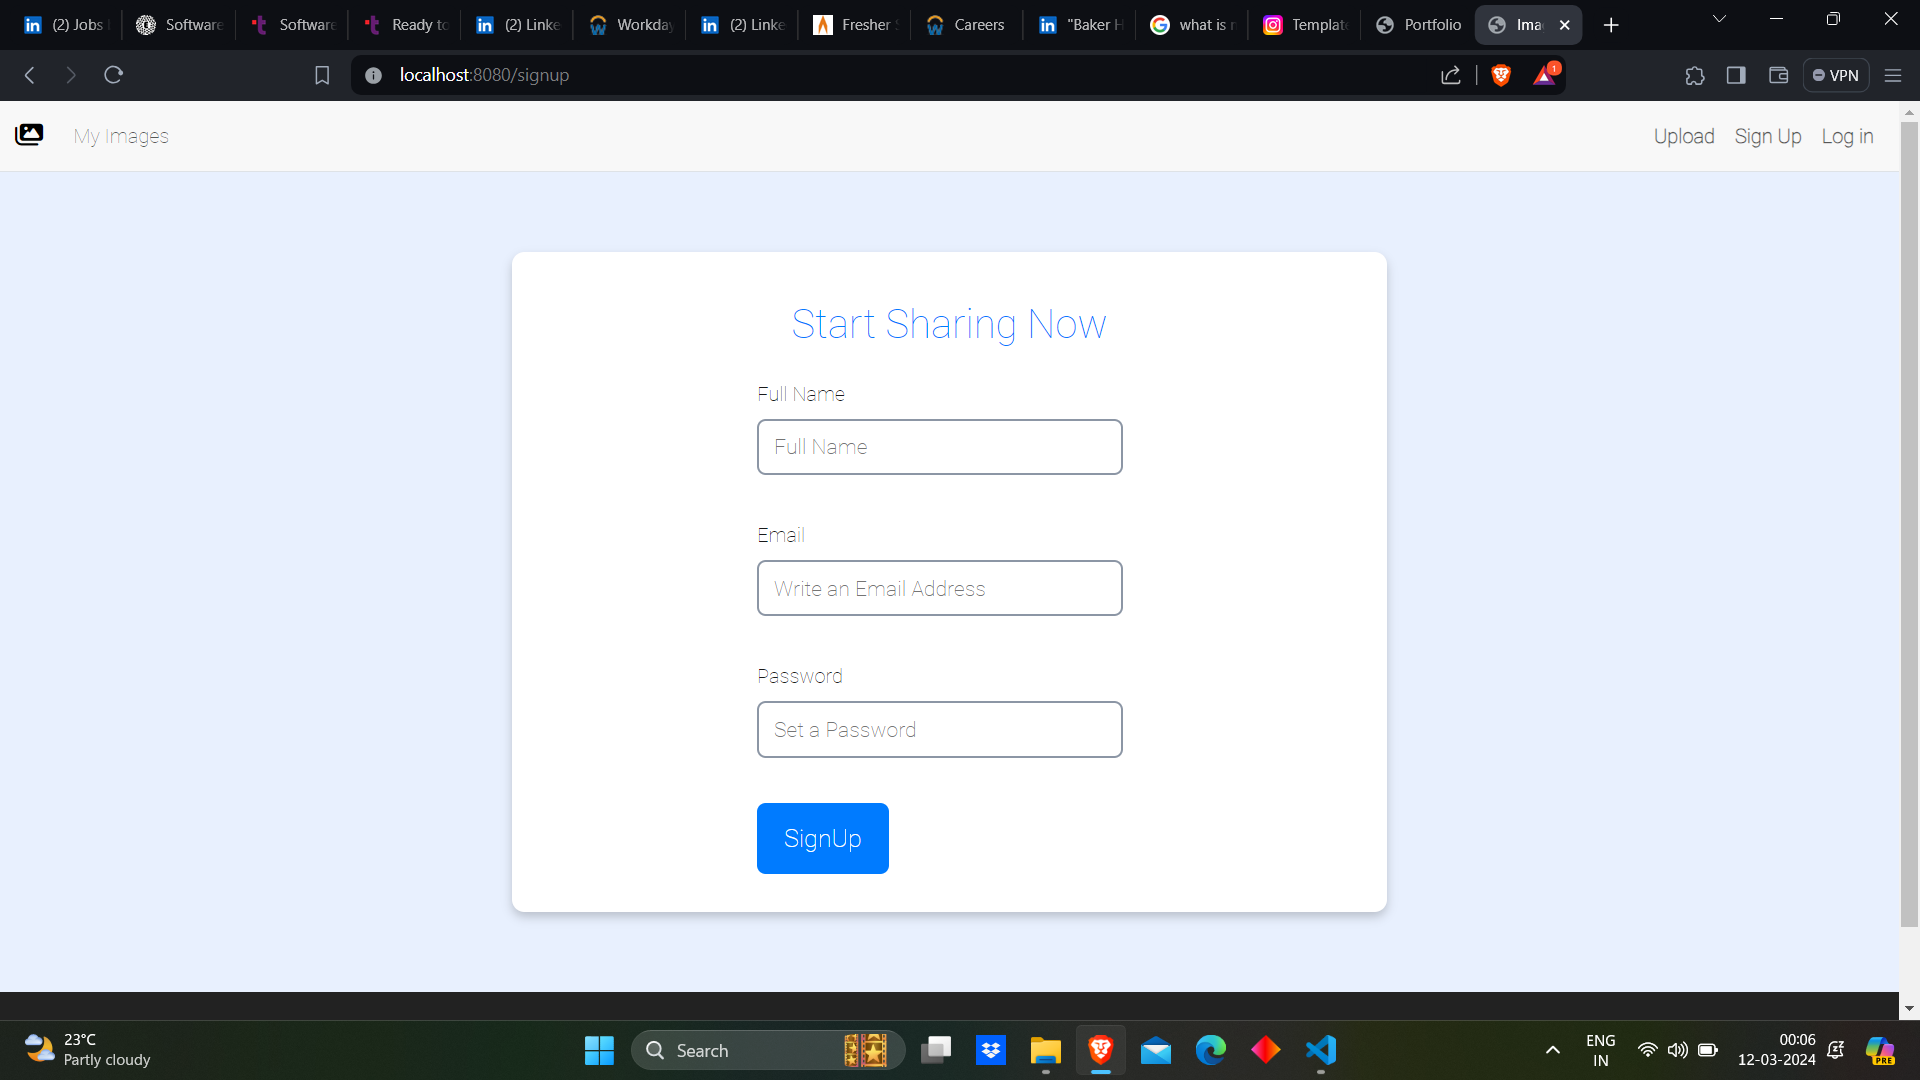 (2) Jobs
Software
Software
Ready to
(2) Linke
Workday
(2) Linke
Fresher
Careers
"Baker H
what is
Template
Portfolio
Ima
localhost:8080/signup
1
VPN
My Images
Upload
Sign Up
Log in
Start Sharing Now
Full Name
Full Name
Email
Write an Email Address
Password
Set a Password
SignUp
23°C
Partly cloudy
Search
ENG
IN
00:06
12-03-2024
PRE